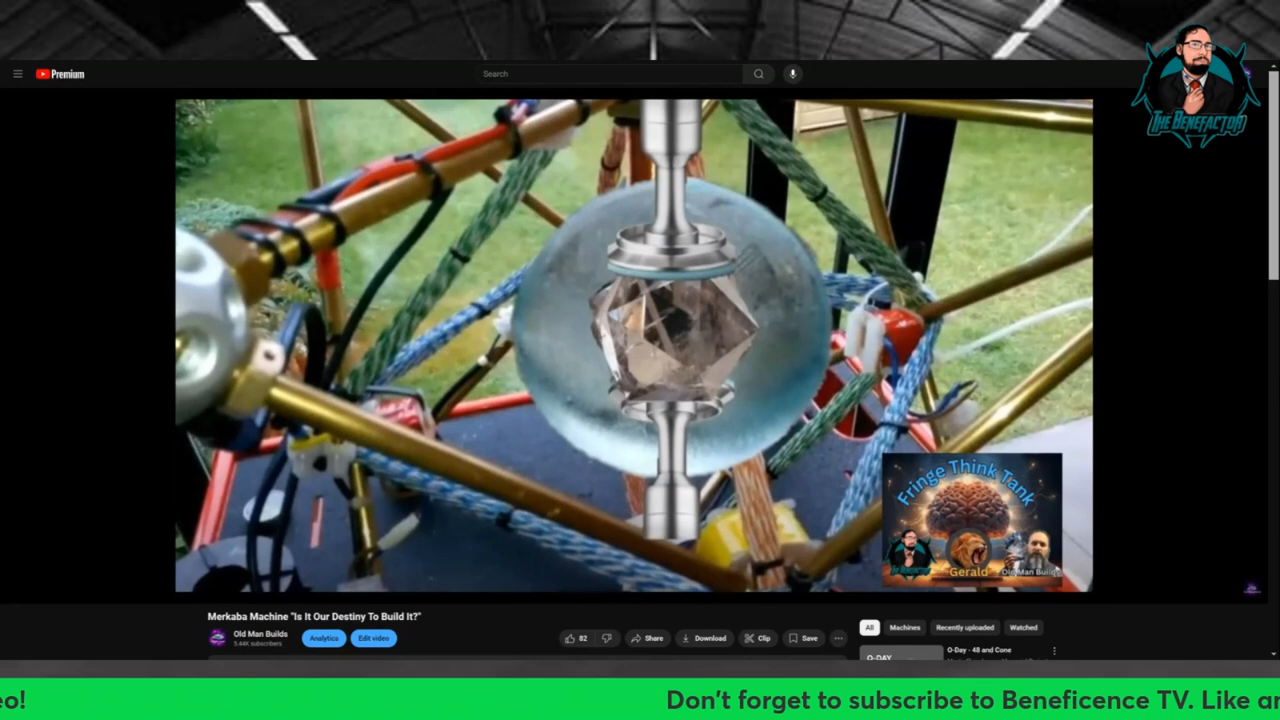 THE BENEFACTOR
Premium
Search
Fringe Think Tank
Gerald
Old Man Builds
Merkaba Machine "Is It Our Destiny To Build It?"
Old Man Builds
5.44K subscribers
Analytics
Edit video
82
Share
Download
Clip
Save
All
Machines
Recently uploaded
Watched
O-DAY
O-Day - 48 and Cone
eo!
Don't forget to subscribe to Beneficence TV. Like an